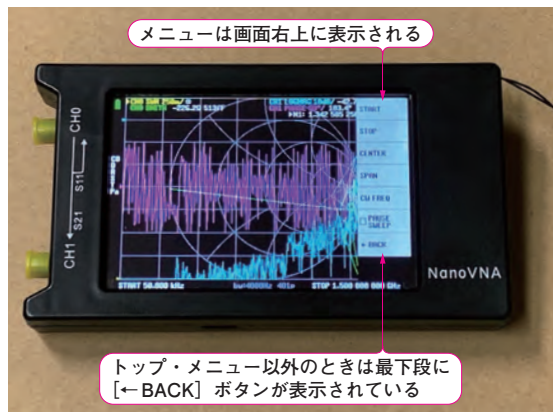 メニューは画面右上に表示される
START
STOP
CENTER
SPAN
CW FREQ
PAUSE
SWEEP
BACK
CH0
S11
S21
CH1
START 50.000 kHz
401p
STOP 1.500 000 000 GHz
NanoVNA
トップ・メニュー以外のときは最下段に
[←BACK] ボタンが表示されている